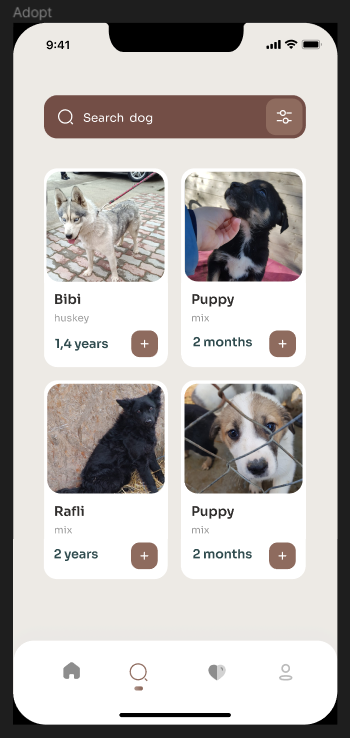 Adopt
9:41
Search dog
Bibi
huskey
1,4 years
+
Puppy
mix
2 months
+
Rafli
mix
2 years
+
Puppy
mix
2 months
+